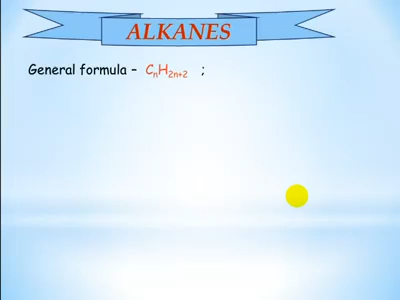 ALKANES
General formula – CnH2n+2 ;